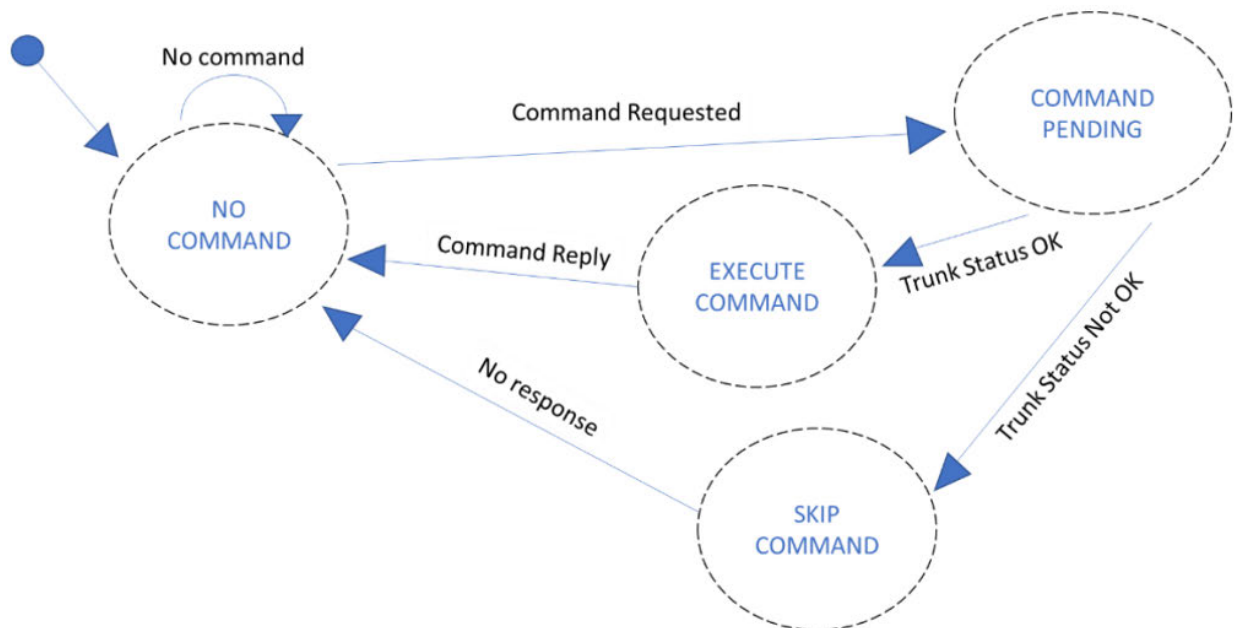 No command
Command Requested
COMMAND
PENDING
NO
COMMAND
Command Reply
EXECUTE
COMMAND
Trunk Status OK
Trunk Status Not OK
No response
SKIP
COMMAND